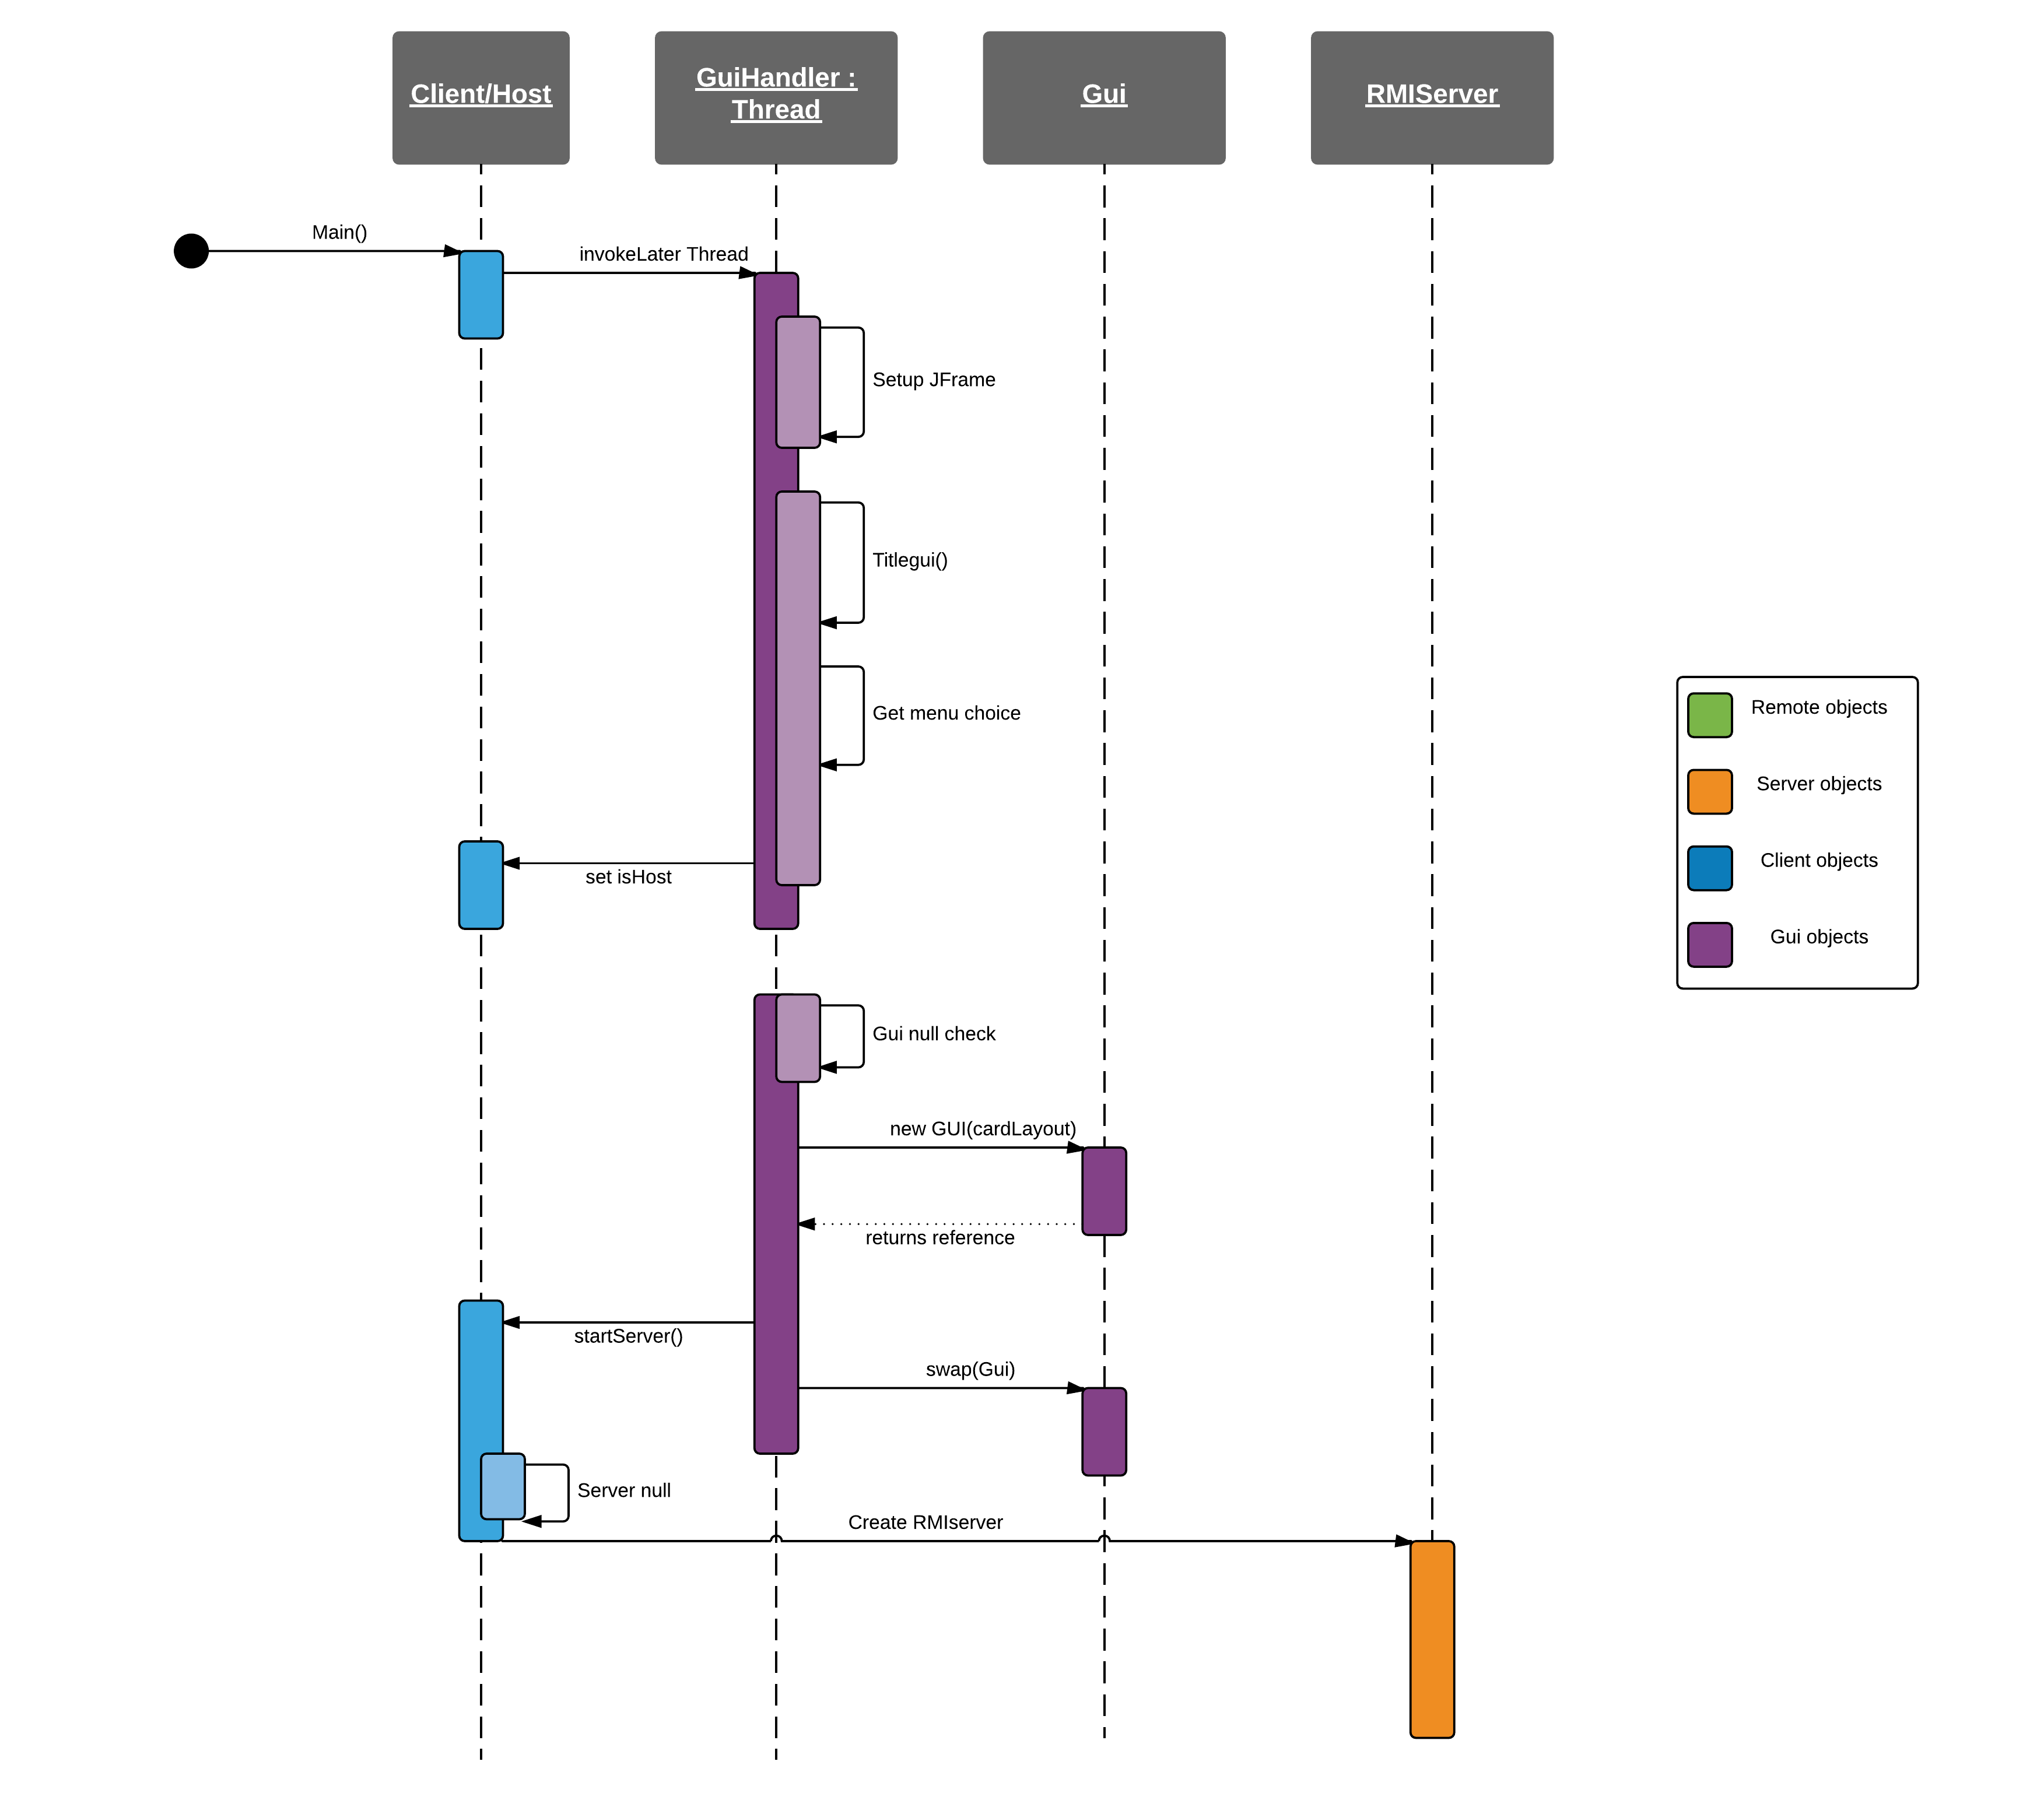 Client/Host
GuiHandler :
Thread
Gui
RMIServer
Main()
invokeLater Thread
Setup JFrame
Titlegui()
Get menu choice
set isHost
Gui null check
new GUI(cardLayout)
returns reference
startServer()
swap(Gui)
Server null
Create RMIserver
Remote objects
Server objects
Client objects
Gui objects